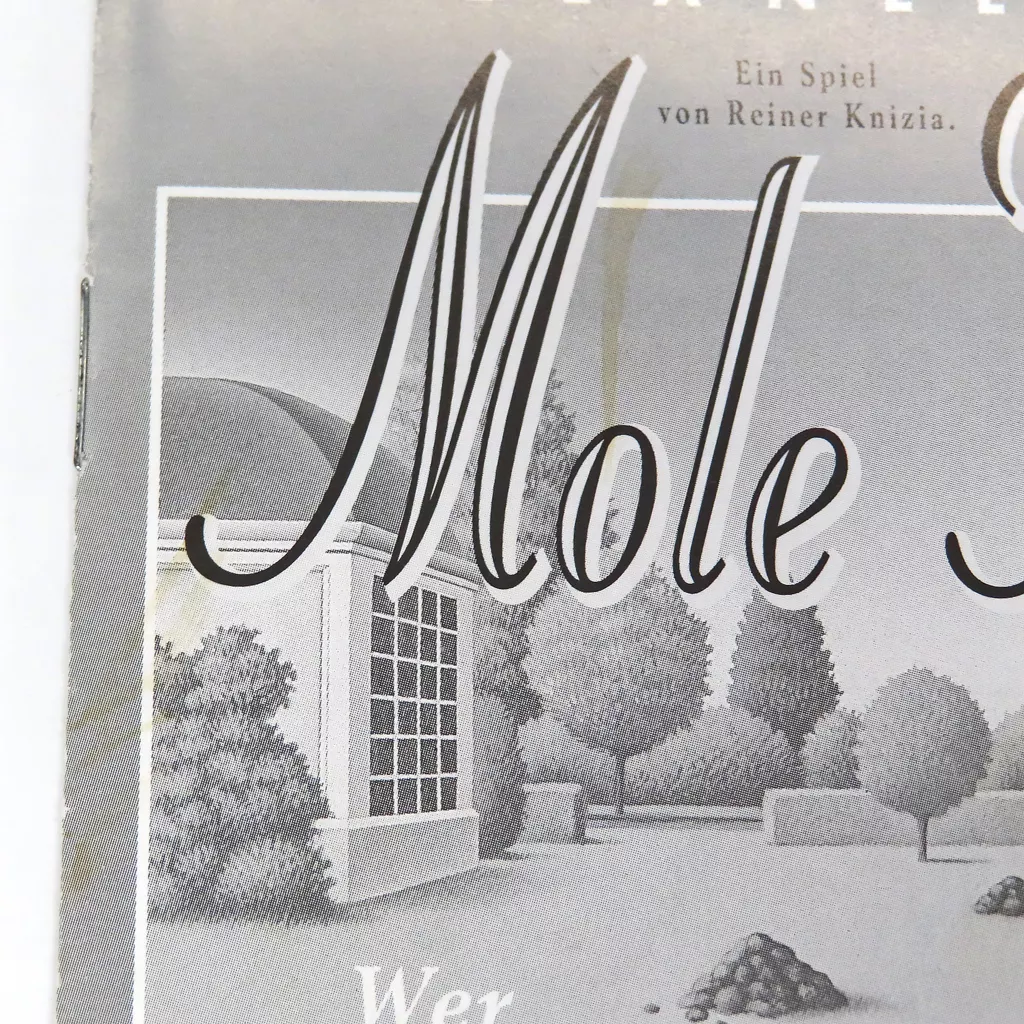 Ein Spiel
von Reiner Knizia.
Mole
Wer